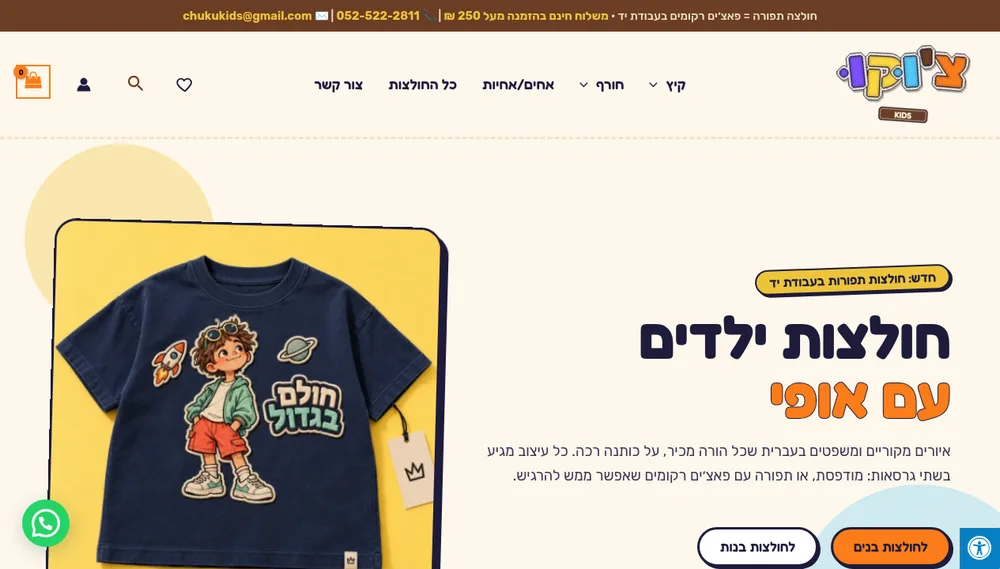 חולצה תפורה = פאצ'ים רקומים בעבודת יד • משלוח חינם בהזמנה מעל 250 ₪ | 052-522-2811 | chukukids@gmail.com
צ'וקו
KIDS
קיץ
חורף
אחים/אחיות
כל החולצות
צור קשר
0
חדש: חולצות תפורות בעבודת יד
חולצות ילדים
עם אופי
איורים מקוריים ומשפטים בעברית שכל הורה מכיר, על כותנה רכה. כל עיצוב מגיע
בשתי גרסאות: מודפסת, או תפורה עם פאצ'ים רקומים שאפשר ממש להרגיש.
לחולצות בנים
לחולצות בנות
חולם
בגדול